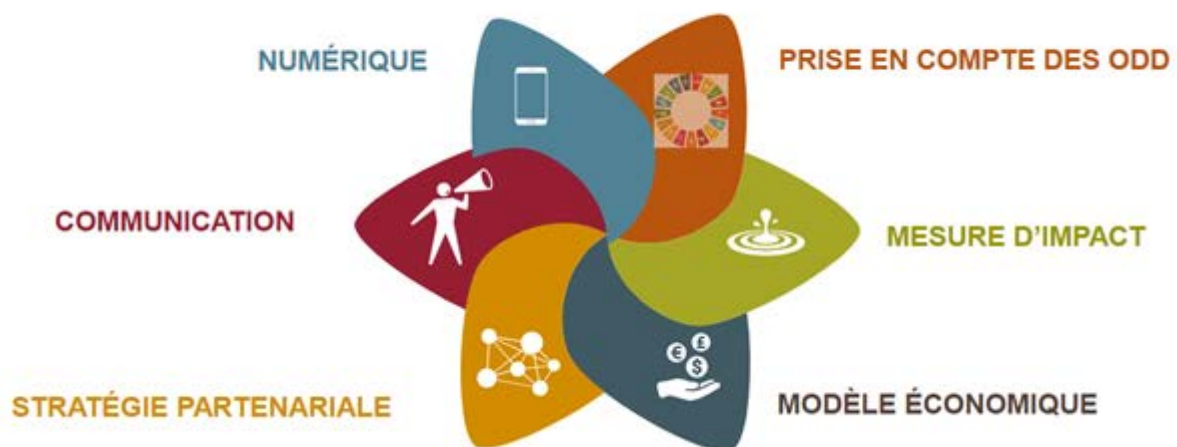 NUMÉRIQUE
PRISE EN COMPTE DES ODD
COMMUNICATION
MESURE D'IMPACT
€
£
$
STRATÉGIE PARTENARIALE
MODÈLE ÉCONOMIQUE